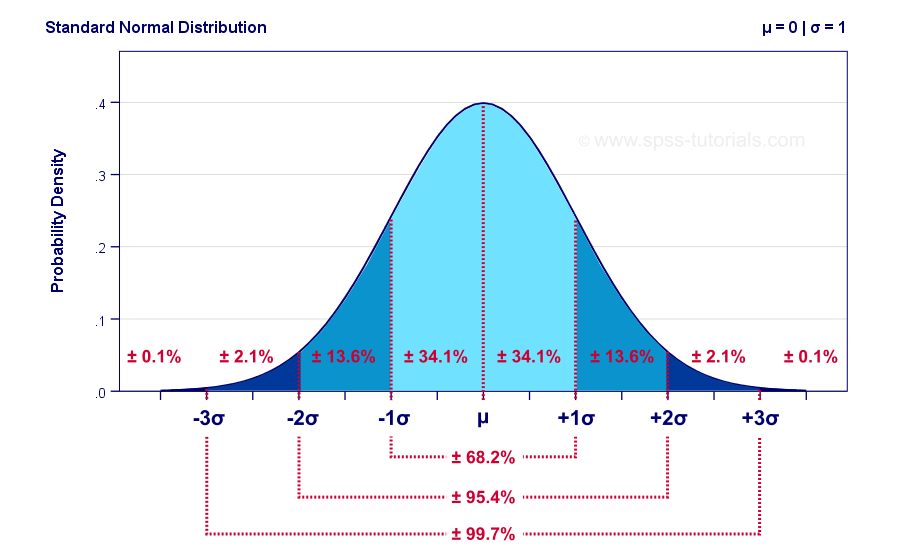 Standard Normal Distribution
µ = 0 | σ = 1
© www.spss-tutorials.com
Probability Density
.4
.3
.2
.1
.0
± 0.1% ± 2.1% ± 13.6% ± 34.1% ± 34.1% ± 13.6% ± 2.1% ± 0.1%
-3σ -2σ -1σ µ +1σ +2σ +3σ
± 68.2%
± 95.4%
± 99.7%